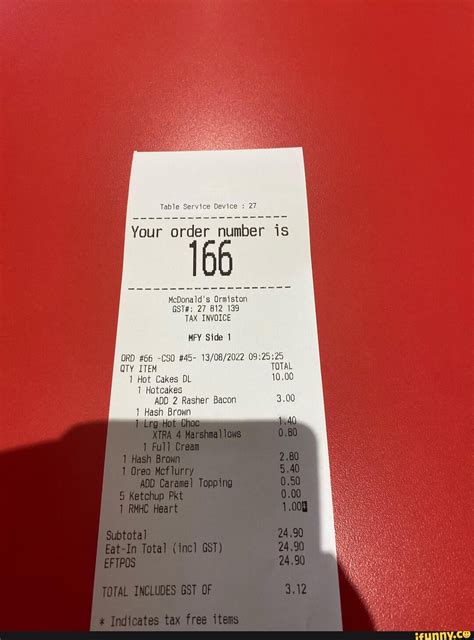 Table Service Device : 27
Your order number is
166
McDonald's Ormiston
GST#: 27 812 139
TAX INVOICE
MFY Side 1
ORD #66 -CSO #45- 13/08/2022 09:25:25
QTY ITEM TOTAL
1 Hot Cakes DL 10.00
1 Hotcakes
ADD 2 Rasher Bacon 3.00
1 Hash Brown
1 Lrg Hot Choc 1.40
XTRA 4 Marshmallows 0.80
1 Full Cream
1 Hash Brown 2.80
1 Oreo Mcflurry 5.40
ADD Caramel Topping 0.50
5 Ketchup Pkt 0.00
1 RMHC Heart 1.00
Subtotal 24.90
Eat-In Total (incl GST) 24.90
EFTPOS 24.90
TOTAL INCLUDES GST OF 3.12
* Indicates tax free items
ifunny.co